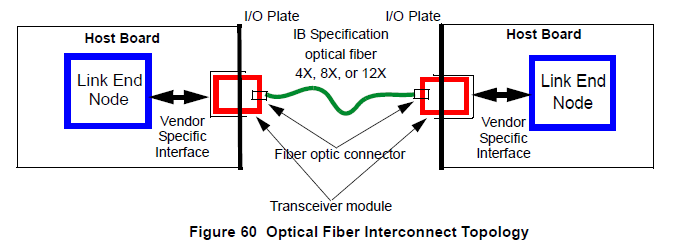 I/O Plate
I/O Plate
Host Board
IB Specification
optical fiber
4X, 8X, or 12X
Host Board
Link End
Node
Link End
Node
Vendor
Specific
Interface
Vendor
Specific
Interface
Fiber optic connector
Transceiver module
Figure 60 Optical Fiber Interconnect Topology